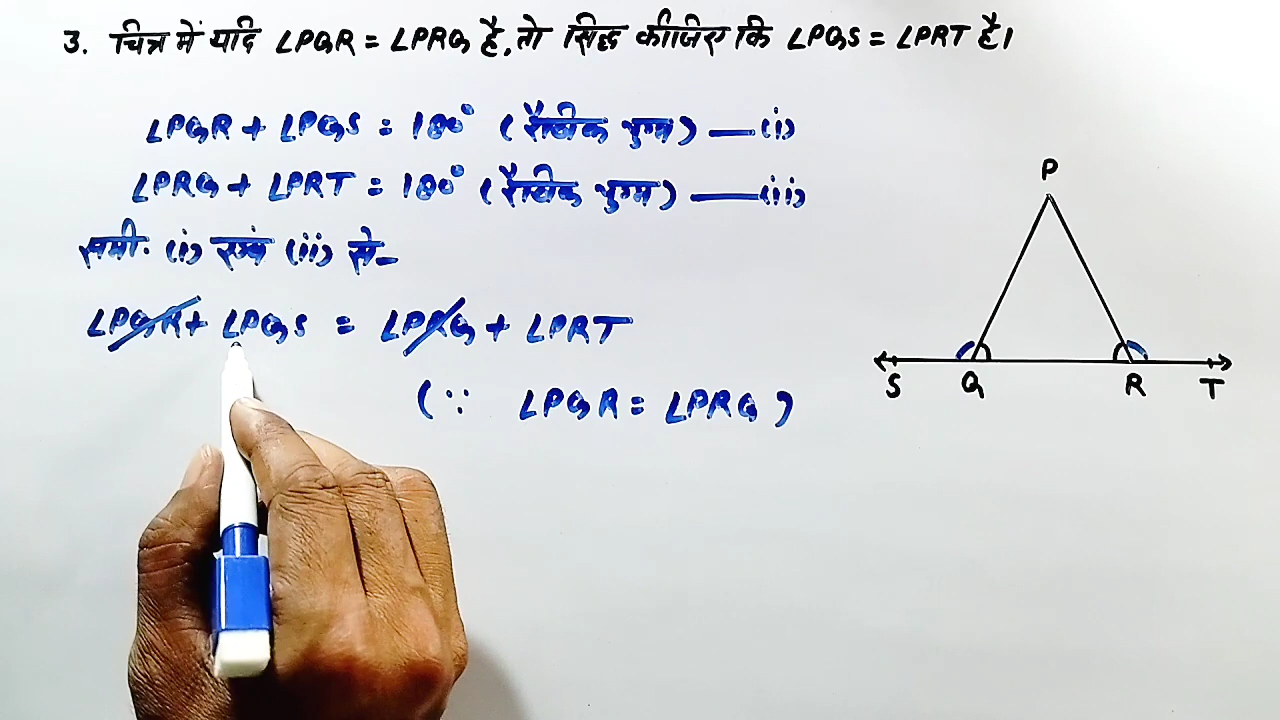 3. चित्र में यदि ∠PQR = ∠PRQ है, तो सिद्ध कीजिए कि ∠PQS = ∠PRT है।
∠PQR + ∠PQS = 180° (रैखिक युग्म) — (i)
∠PRQ + ∠PRT = 180° (रैखिक युग्म) — (ii)
समी. (i) एवं (ii) से-
∠PQR + ∠PQS = ∠PRQ + ∠PRT
(∵ ∠PQR = ∠PRQ)
P
S Q R T